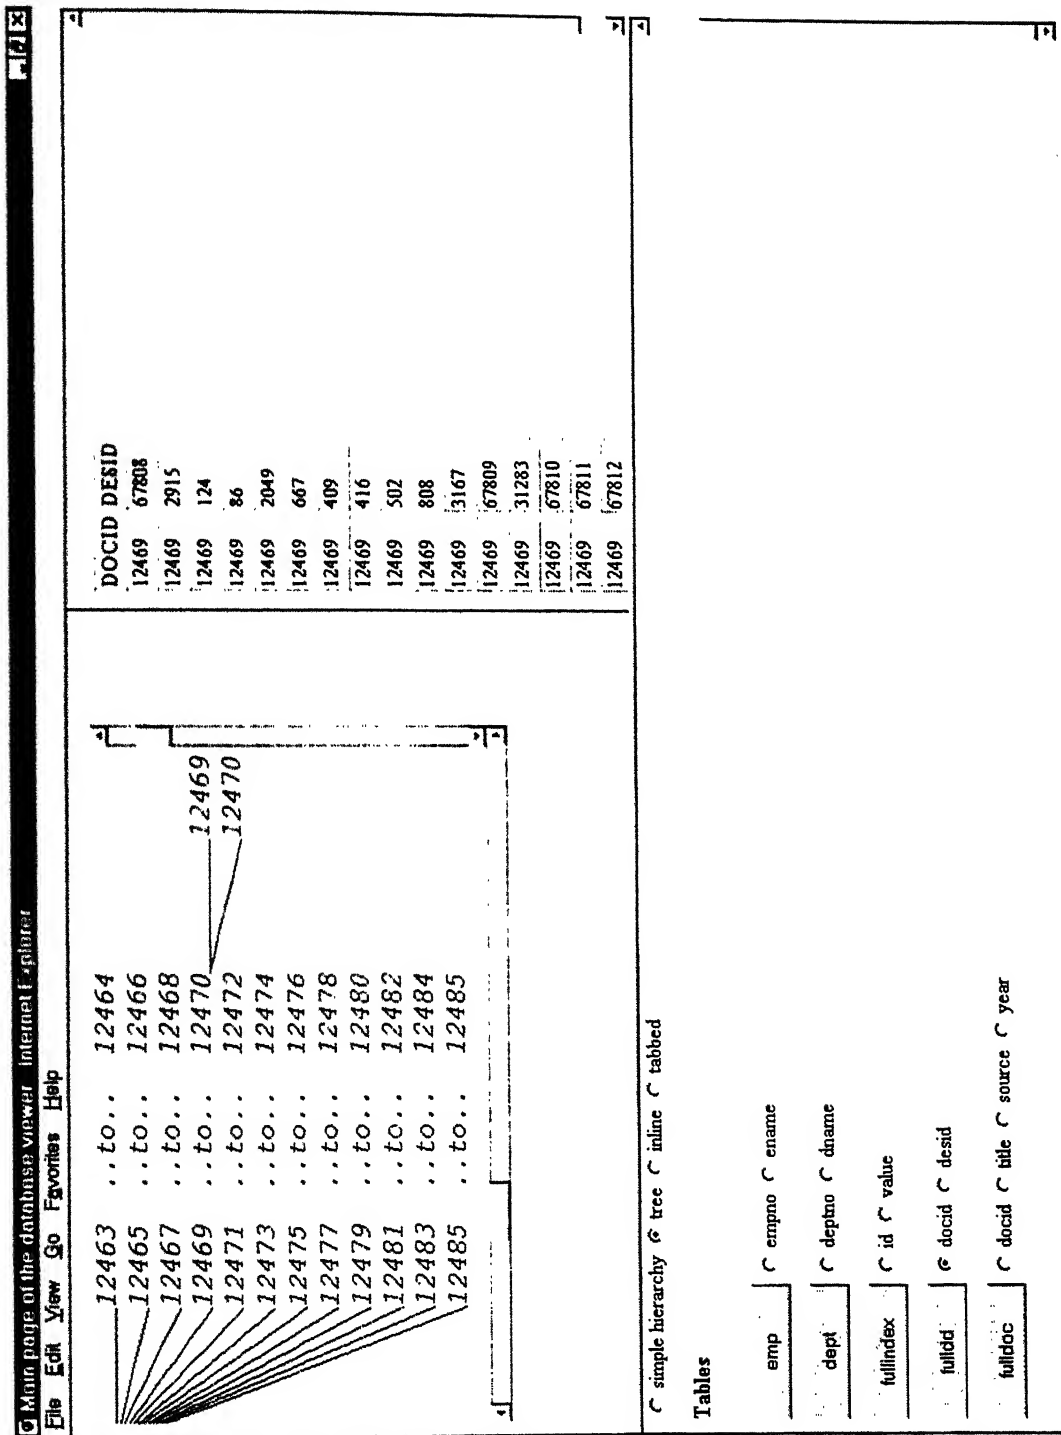 Main page of the database viewer Internet Explorer
File Edit View Go Favorites Help
12463 ..to.. 12464
12465 ..to.. 12466
12467 ..to.. 12468
12469 ..to.. 12470 12469
12471 ..to.. 12472 12470
12473 ..to.. 12474
12475 ..to.. 12476
12477 ..to.. 12478
12479 ..to.. 12480
12481 ..to.. 12482
12483 ..to.. 12484
12485 ..to.. 12485
DOCID DESID
12469 67808
12469 2915
12469 124
12469 86
12469 2049
12469 667
12469 409
12469 416
12469 502
12469 808
12469 3167
12469 67809
12469 31283
12469 67810
12469 67811
12469 67812
simple hierarchy tree inline tabbed
Tables
emp empno ename
dept deptno dname
fullindex id value
fulldid docid desid
fulldoc docid title source year